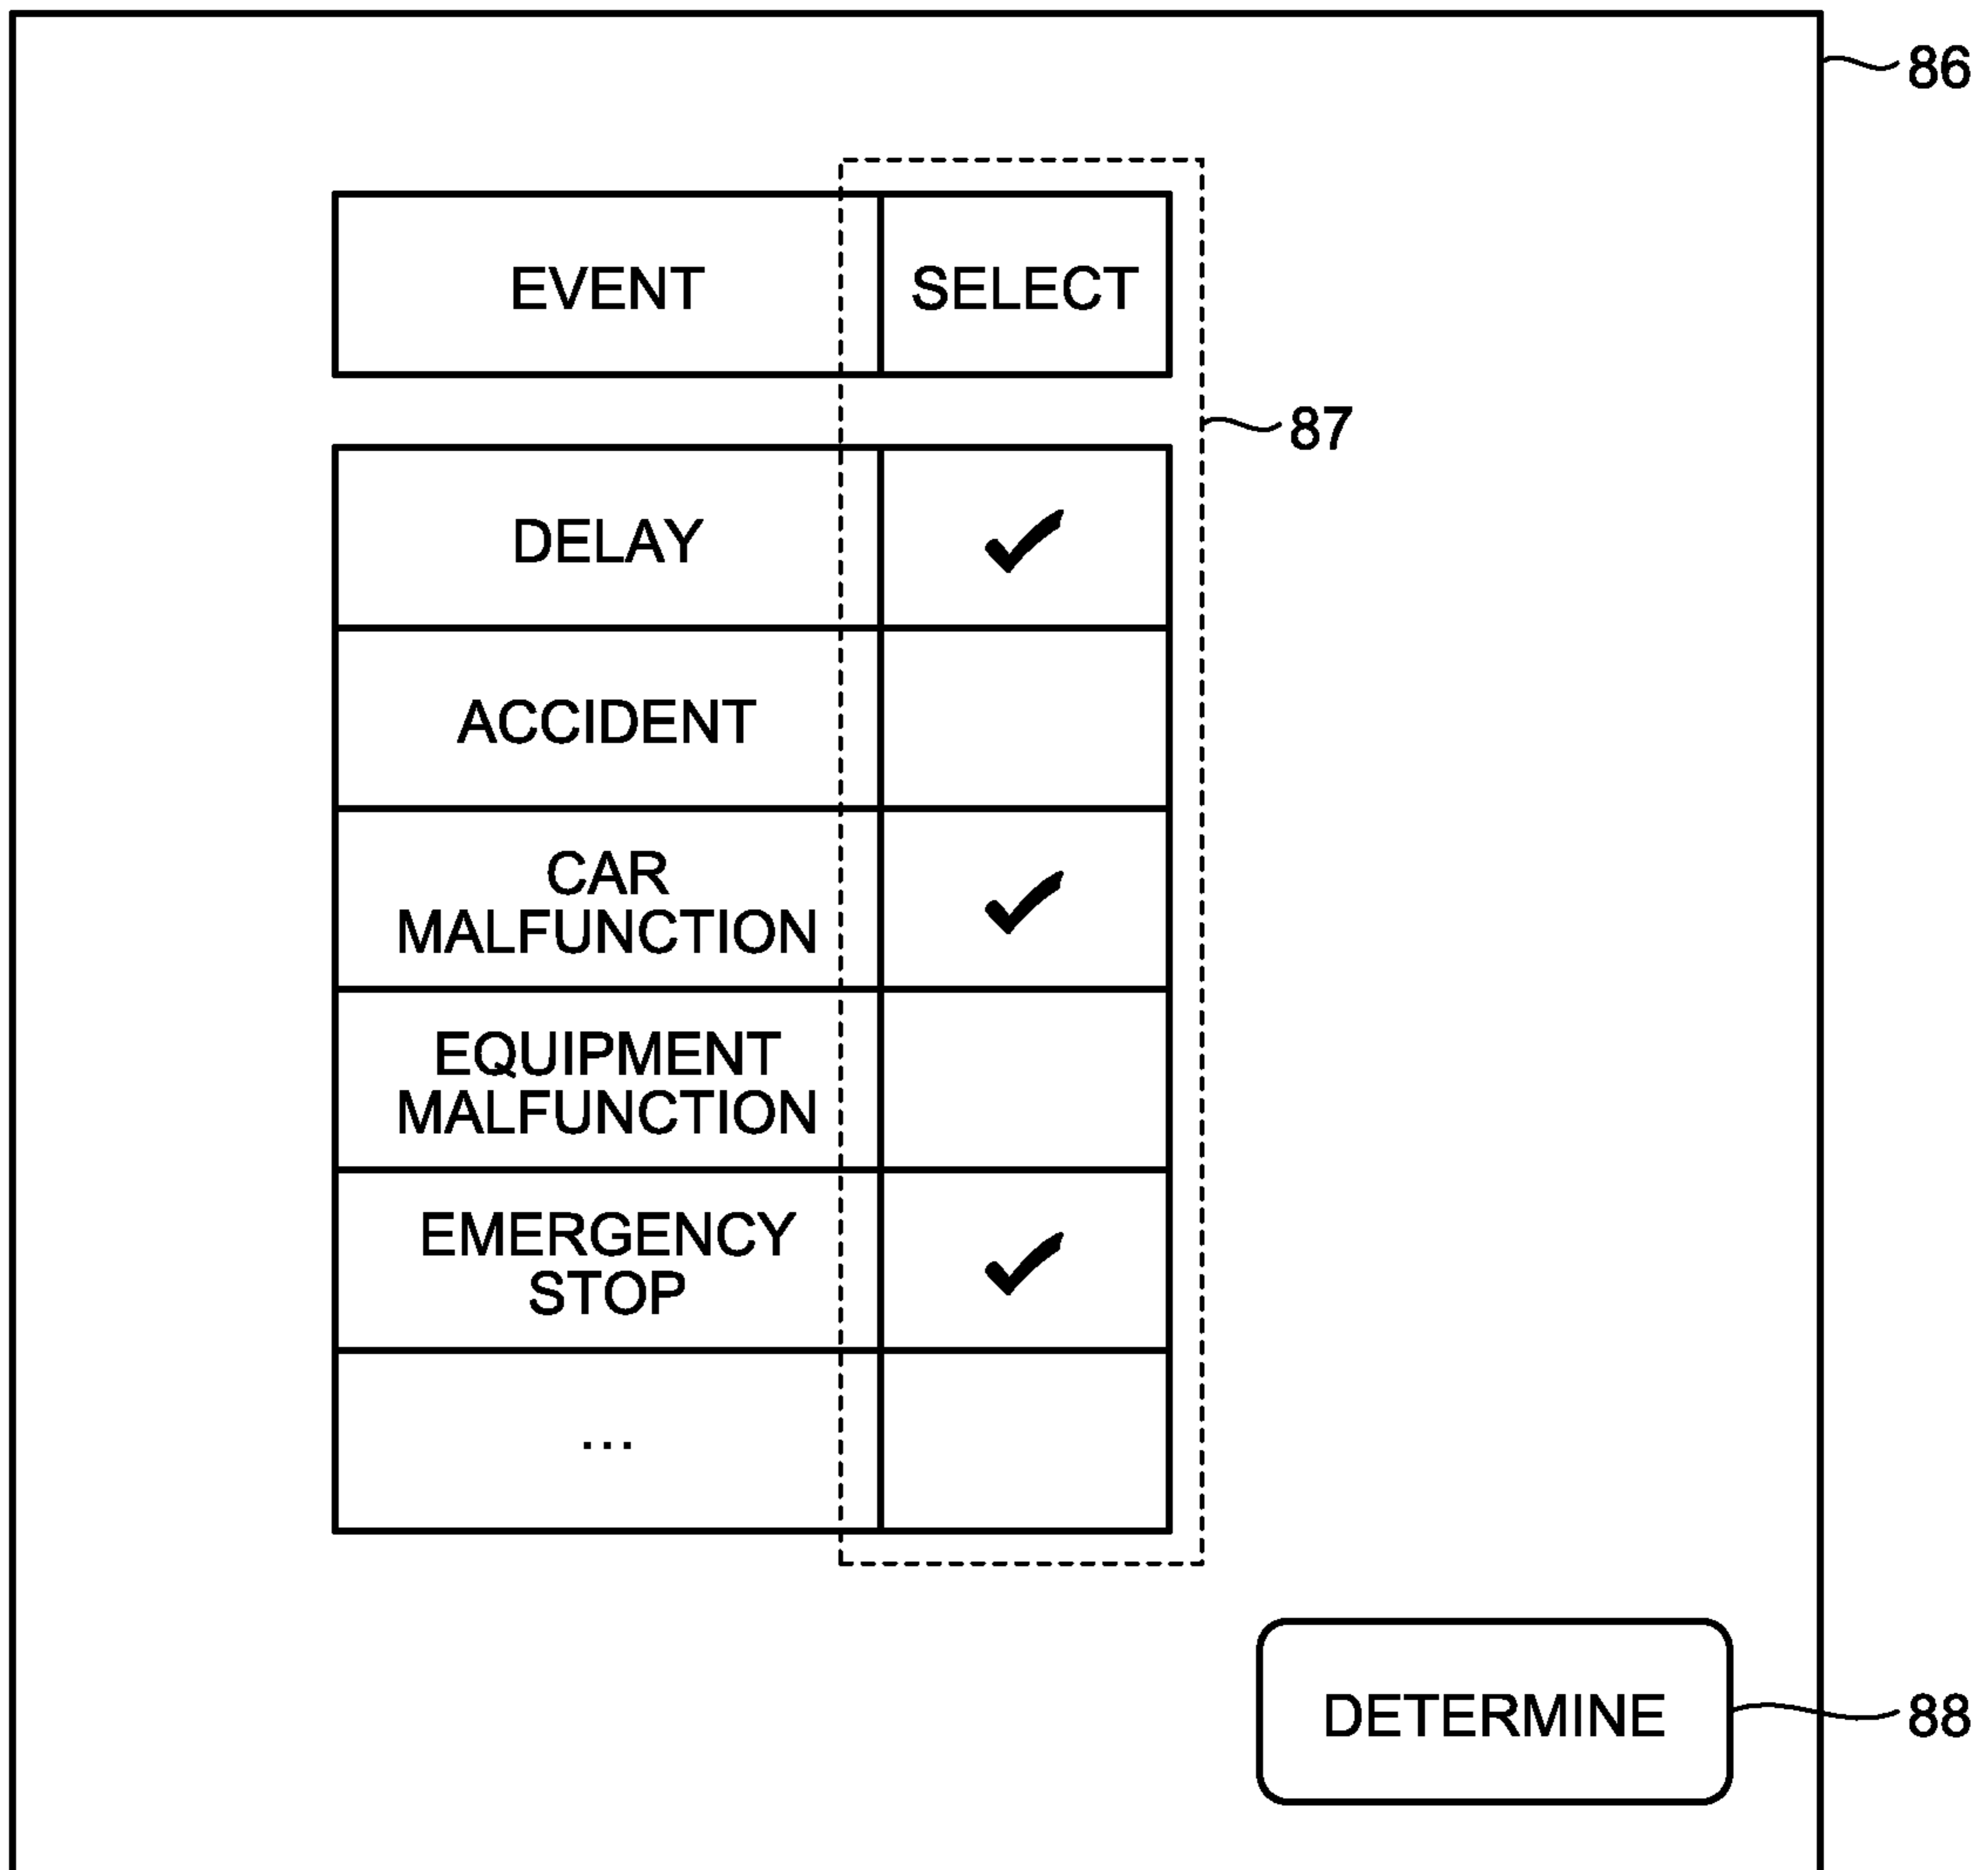 86
EVENT SELECT
87
DELAY ✔
ACCIDENT
CAR
MALFUNCTION ✔
EQUIPMENT
MALFUNCTION
EMERGENCY
STOP ✔
...
DETERMINE 88